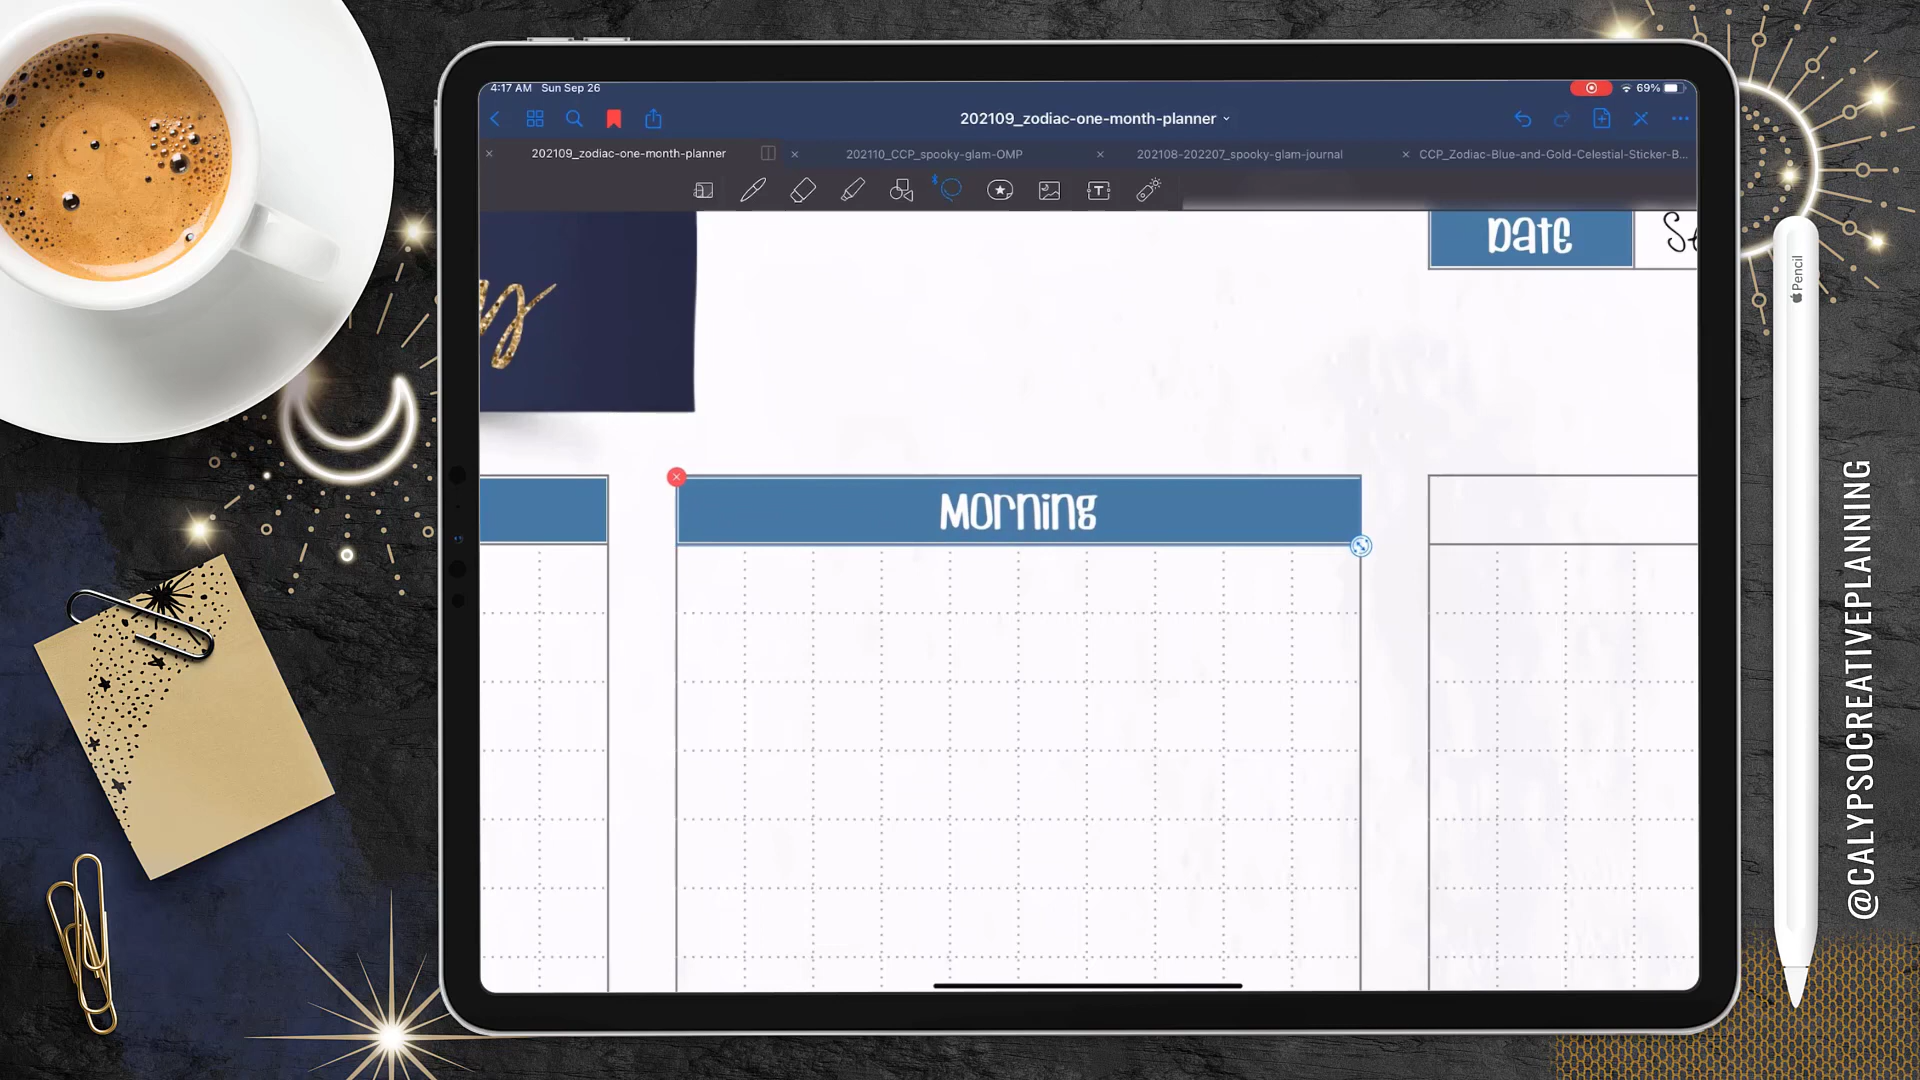 4:17 AM Sun Sep 26
69%
202109_zodiac-one-month-planner
202109_zodiac-one-month-planner
202110_CCP_spooky-glam-OMP
202108-202207_spooky-glam-journal
CCP_Zodiac-Blue-and-Gold-Celestial-Sticker-B...
Date
Morning
Pencil
@CALYPSOCREATIVEPLANNING